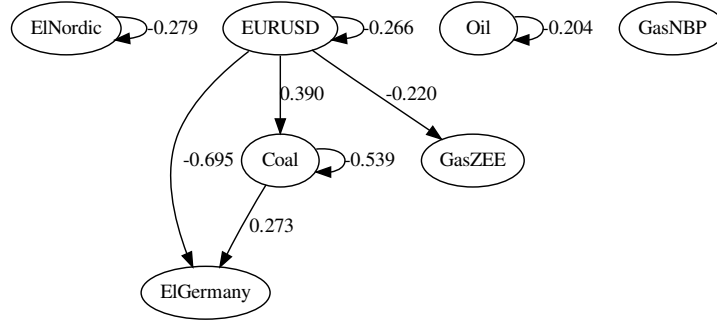 ElNordic
-0.279
EURUSD
-0.266
Oil
-0.204
GasNBP
0.390
-0.220
-0.695
Coal
-0.539
GasZEE
0.273
ElGermany